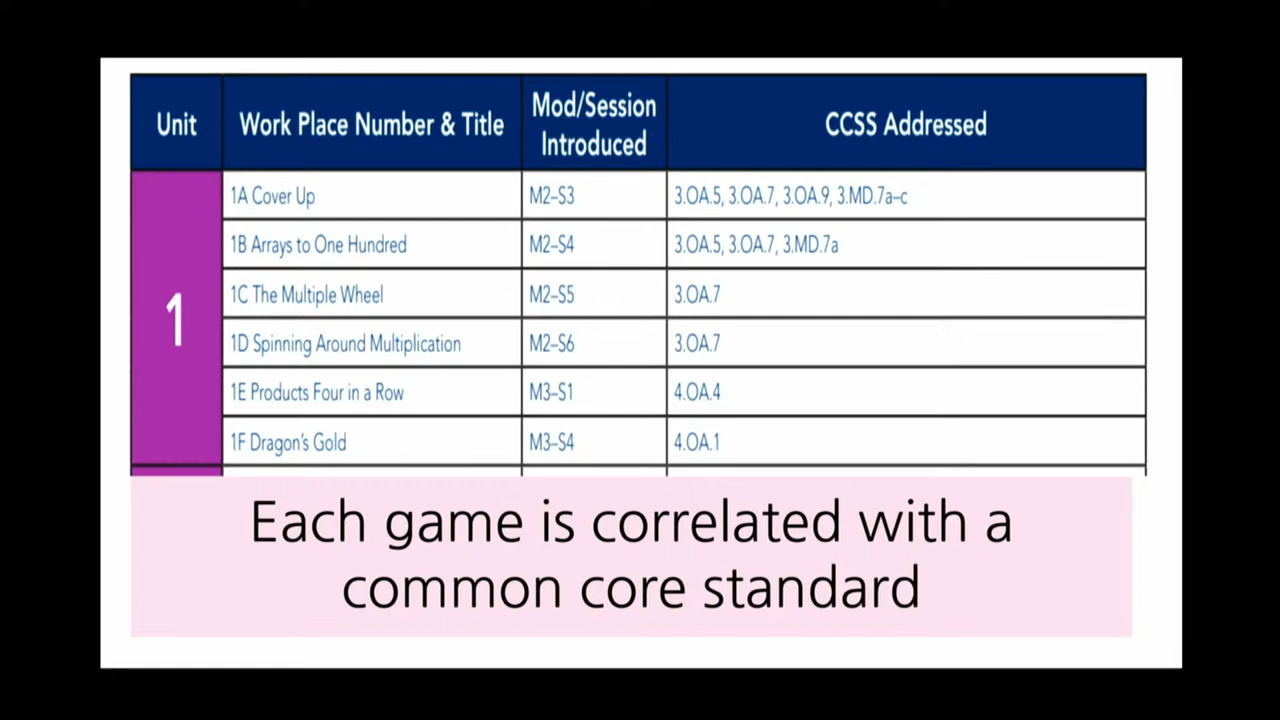 Unit Work Place Number & Title Mod/Session Introduced CCSS Addressed
1
1A Cover Up M2–S3 3.OA.5, 3.OA.7, 3.OA.9, 3.MD.7a–c
1B Arrays to One Hundred M2–S4 3.OA.5, 3.OA.7, 3.MD.7a
1C The Multiple Wheel M2–S5 3.OA.7
1D Spinning Around Multiplication M2–S6 3.OA.7
1E Products Four in a Row M3–S1 4.OA.4
1F Dragon's Gold M3–S4 4.OA.1
Each game is correlated with a
common core standard